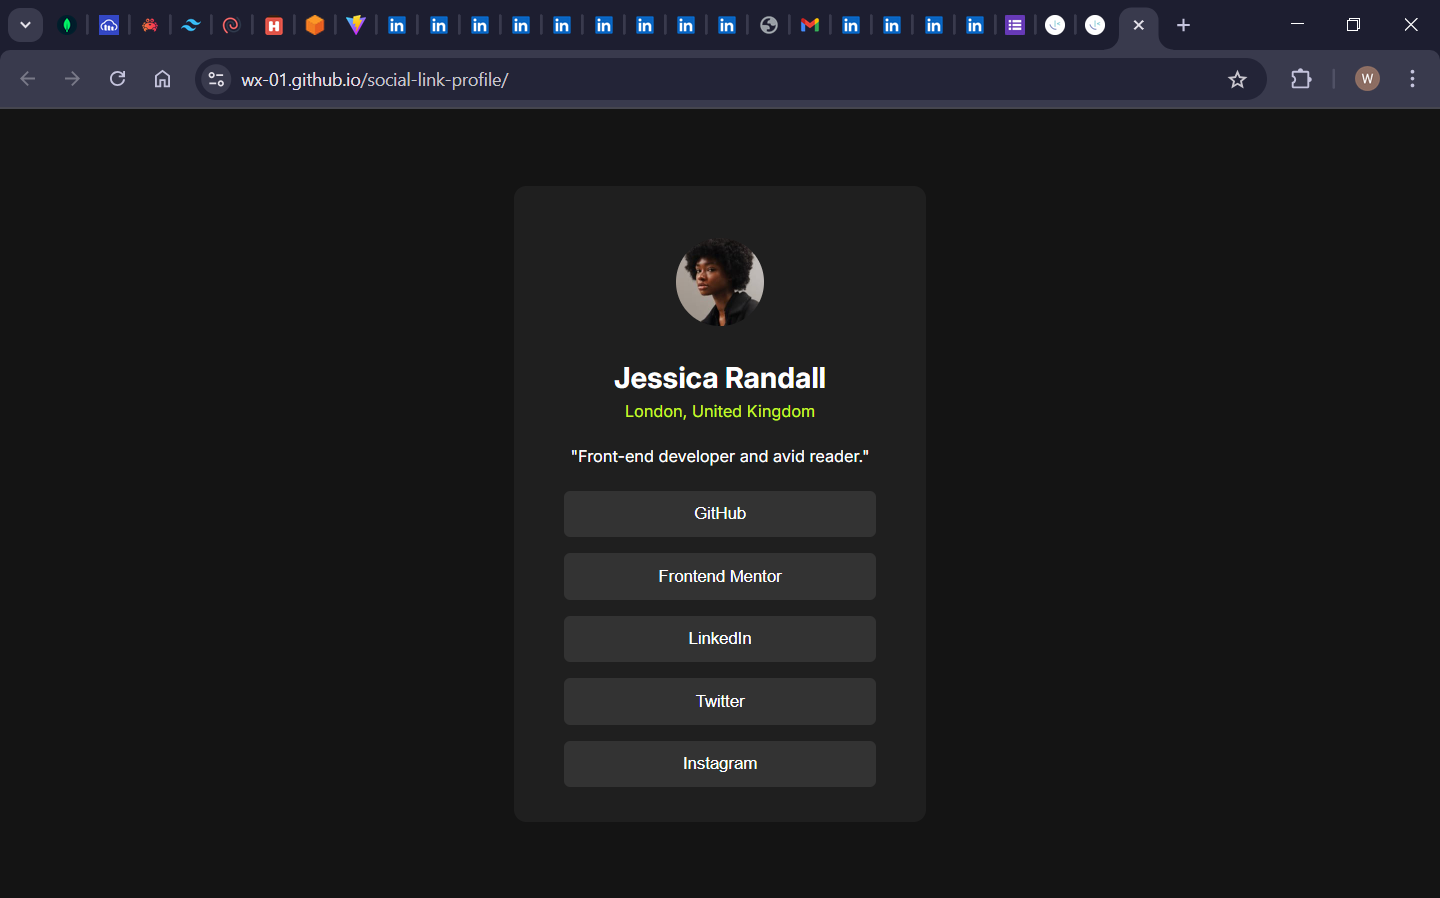 wx-01.github.io/social-link-profile/
W
Jessica Randall
London, United Kingdom
"Front-end developer and avid reader."
GitHub
Frontend Mentor
LinkedIn
Twitter
Instagram